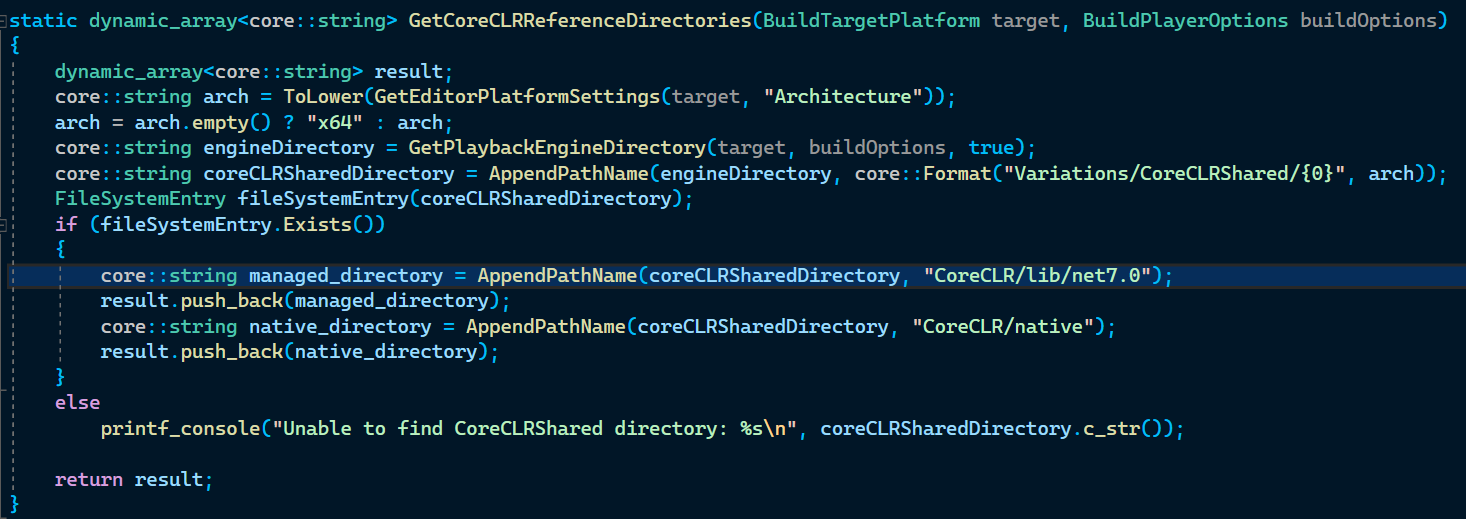 static dynamic_array<core::string> GetCoreCLRReferenceDirectories(BuildTargetPlatform target, BuildPlayerOptions buildOptions)
{
    dynamic_array<core::string> result;
    core::string arch = ToLower(GetEditorPlatformSettings(target, "Architecture"));
    arch = arch.empty() ? "x64" : arch;
    core::string engineDirectory = GetPlaybackEngineDirectory(target, buildOptions, true);
    core::string coreCLRSharedDirectory = AppendPathName(engineDirectory, core::Format("Variations/CoreCLRShared/{0}", arch));
    FileSystemEntry fileSystemEntry(coreCLRSharedDirectory);
    if (fileSystemEntry.Exists())
    {
        core::string managed_directory = AppendPathName(coreCLRSharedDirectory, "CoreCLR/lib/net7.0");
        result.push_back(managed_directory);
        core::string native_directory = AppendPathName(coreCLRSharedDirectory, "CoreCLR/native");
        result.push_back(native_directory);
    }
    else
        printf_console("Unable to find CoreCLRShared directory: %s\n", coreCLRSharedDirectory.c_str());

    return result;
}